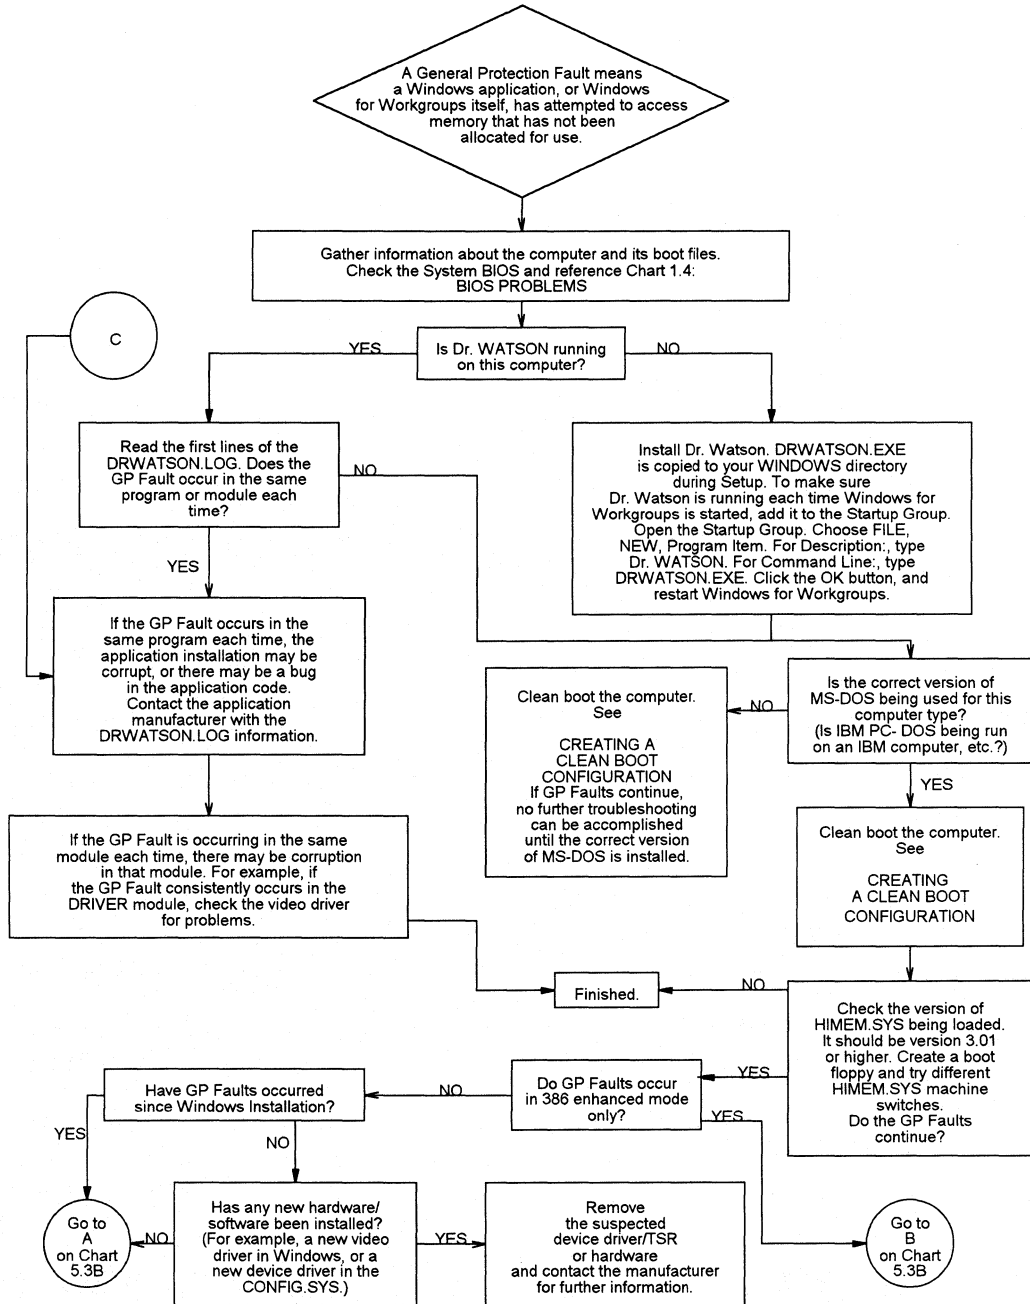 A General Protection Fault means
a Windows application, or Windows
for Workgroups itself, has attempted to access
memory that has not been
allocated for use.
Gather information about the computer and its boot files.
Check the System BIOS and reference Chart 1.4:
BIOS PROBLEMS
C
YES
Is Dr. WATSON running
on this computer?
NO
Read the first lines of the
DRWATSON.LOG. Does the
GP Fault occur in the same
program or module each
time?
NO
Install Dr. Watson. DRWATSON.EXE
is copied to your WINDOWS directory
during Setup. To make sure
Dr. Watson is running each time Windows for
Workgroups is started, add it to the Startup Group.
Open the Startup Group. Choose FILE,
NEW, Program Item. For Description:, type
Dr. WATSON. For Command Line:, type
DRWATSON.EXE. Click the OK button, and
restart Windows for Workgroups.
YES
If the GP Fault occurs in the
same program each time, the
application installation may be
corrupt, or there may be a bug
in the application code.
Contact the application
manufacturer with the
DRWATSON.LOG information.
Clean boot the computer.
See
CREATING A
CLEAN BOOT
CONFIGURATION
If GP Faults continue,
no further troubleshooting
can be accomplished
until the correct version
of MS-DOS is installed.
NO
Is the correct version of
MS-DOS being used for this
computer type?
(Is IBM PC- DOS being run
on an IBM computer, etc.?)
YES
If the GP Fault is occurring in the same
module each time, there may be corruption
in that module. For example, if
the GP Fault consistently occurs in the
DRIVER module, check the video driver
for problems.
Clean boot the computer.
See
CREATING
A CLEAN BOOT
CONFIGURATION
Finished.
NO
Check the version of
HIMEM.SYS being loaded.
It should be version 3.01
or higher. Create a boot
floppy and try different
HIMEM.SYS machine
switches.
Do the GP Faults
continue?
Have GP Faults occurred
since Windows Installation?
NO
Do GP Faults occur
in 386 enhanced mode
only?
YES
YES
YES
NO
Go to
A
on Chart
5.3B
NO
Has any new hardware/
software been installed?
(For example, a new video
driver in Windows, or a
new device driver in the
CONFIG.SYS.)
YES
Remove
the suspected
device driver/TSR
or hardware
and contact the manufacturer
for further information.
Go to
B
on Chart
5.3B